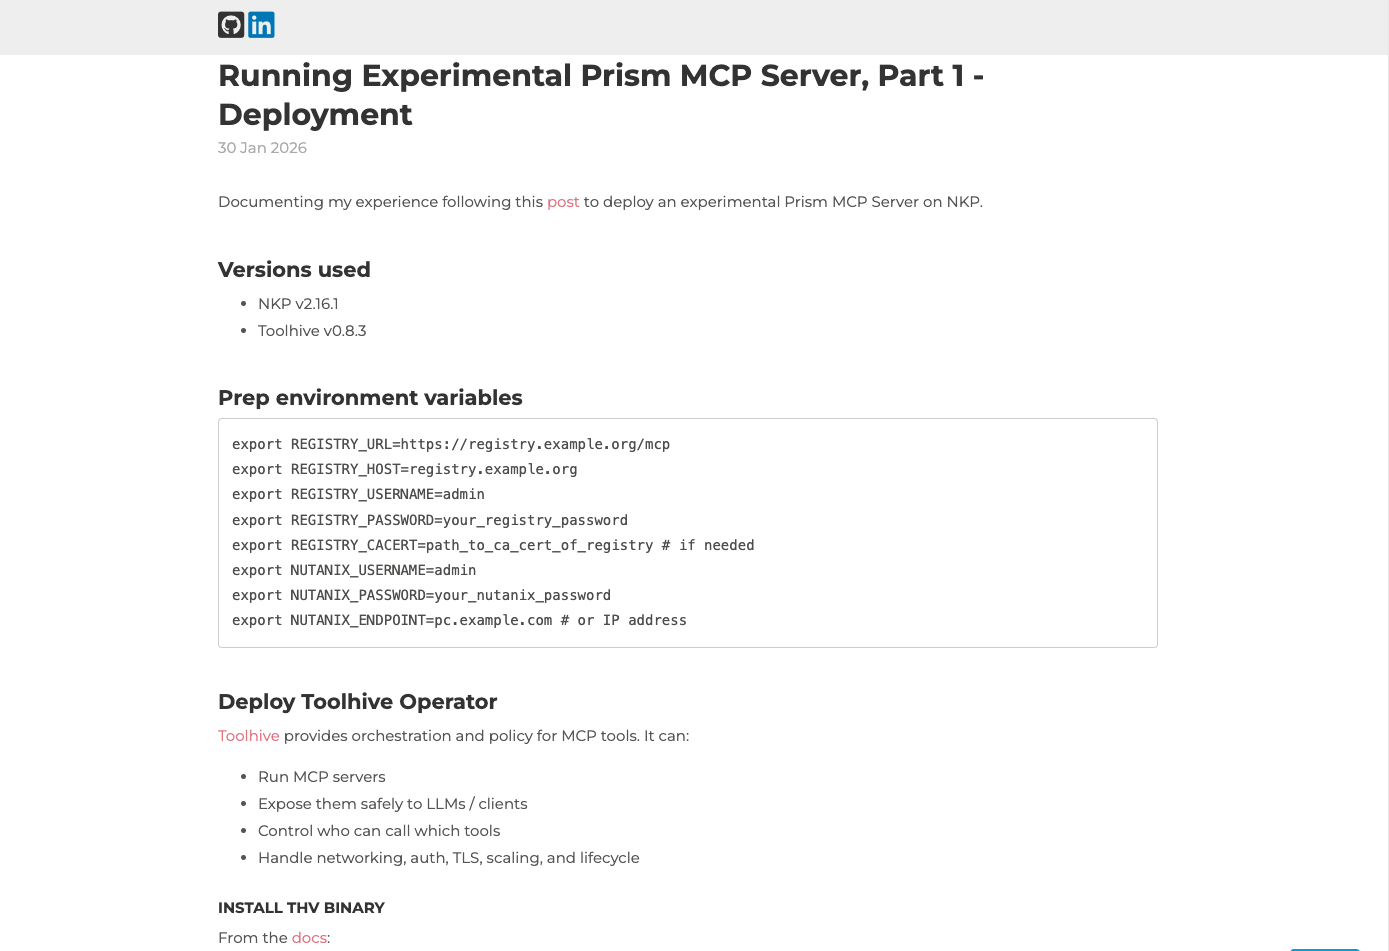 in
Running Experimental Prism MCP Server, Part 1 -
Deployment
30 Jan 2026
Documenting my experience following this post to deploy an experimental Prism MCP Server on NKP.
Versions used
• NKP v2.16.1
• Toolhive v0.8.3
Prep environment variables
export REGISTRY_URL=https://registry.example.org/mcp
export REGISTRY_HOST=registry.example.org
export REGISTRY_USERNAME=admin
export REGISTRY_PASSWORD=your_registry_password
export REGISTRY_CACERT=path_to_ca_cert_of_registry # if needed
export NUTANIX_USERNAME=admin
export NUTANIX_PASSWORD=your_nutanix_password
export NUTANIX_ENDPOINT=pc.example.com # or IP address
Deploy Toolhive Operator
Toolhive provides orchestration and policy for MCP tools. It can:
• Run MCP servers
• Expose them safely to LLMs / clients
• Control who can call which tools
• Handle networking, auth, TLS, scaling, and lifecycle
INSTALL THV BINARY
From the docs: